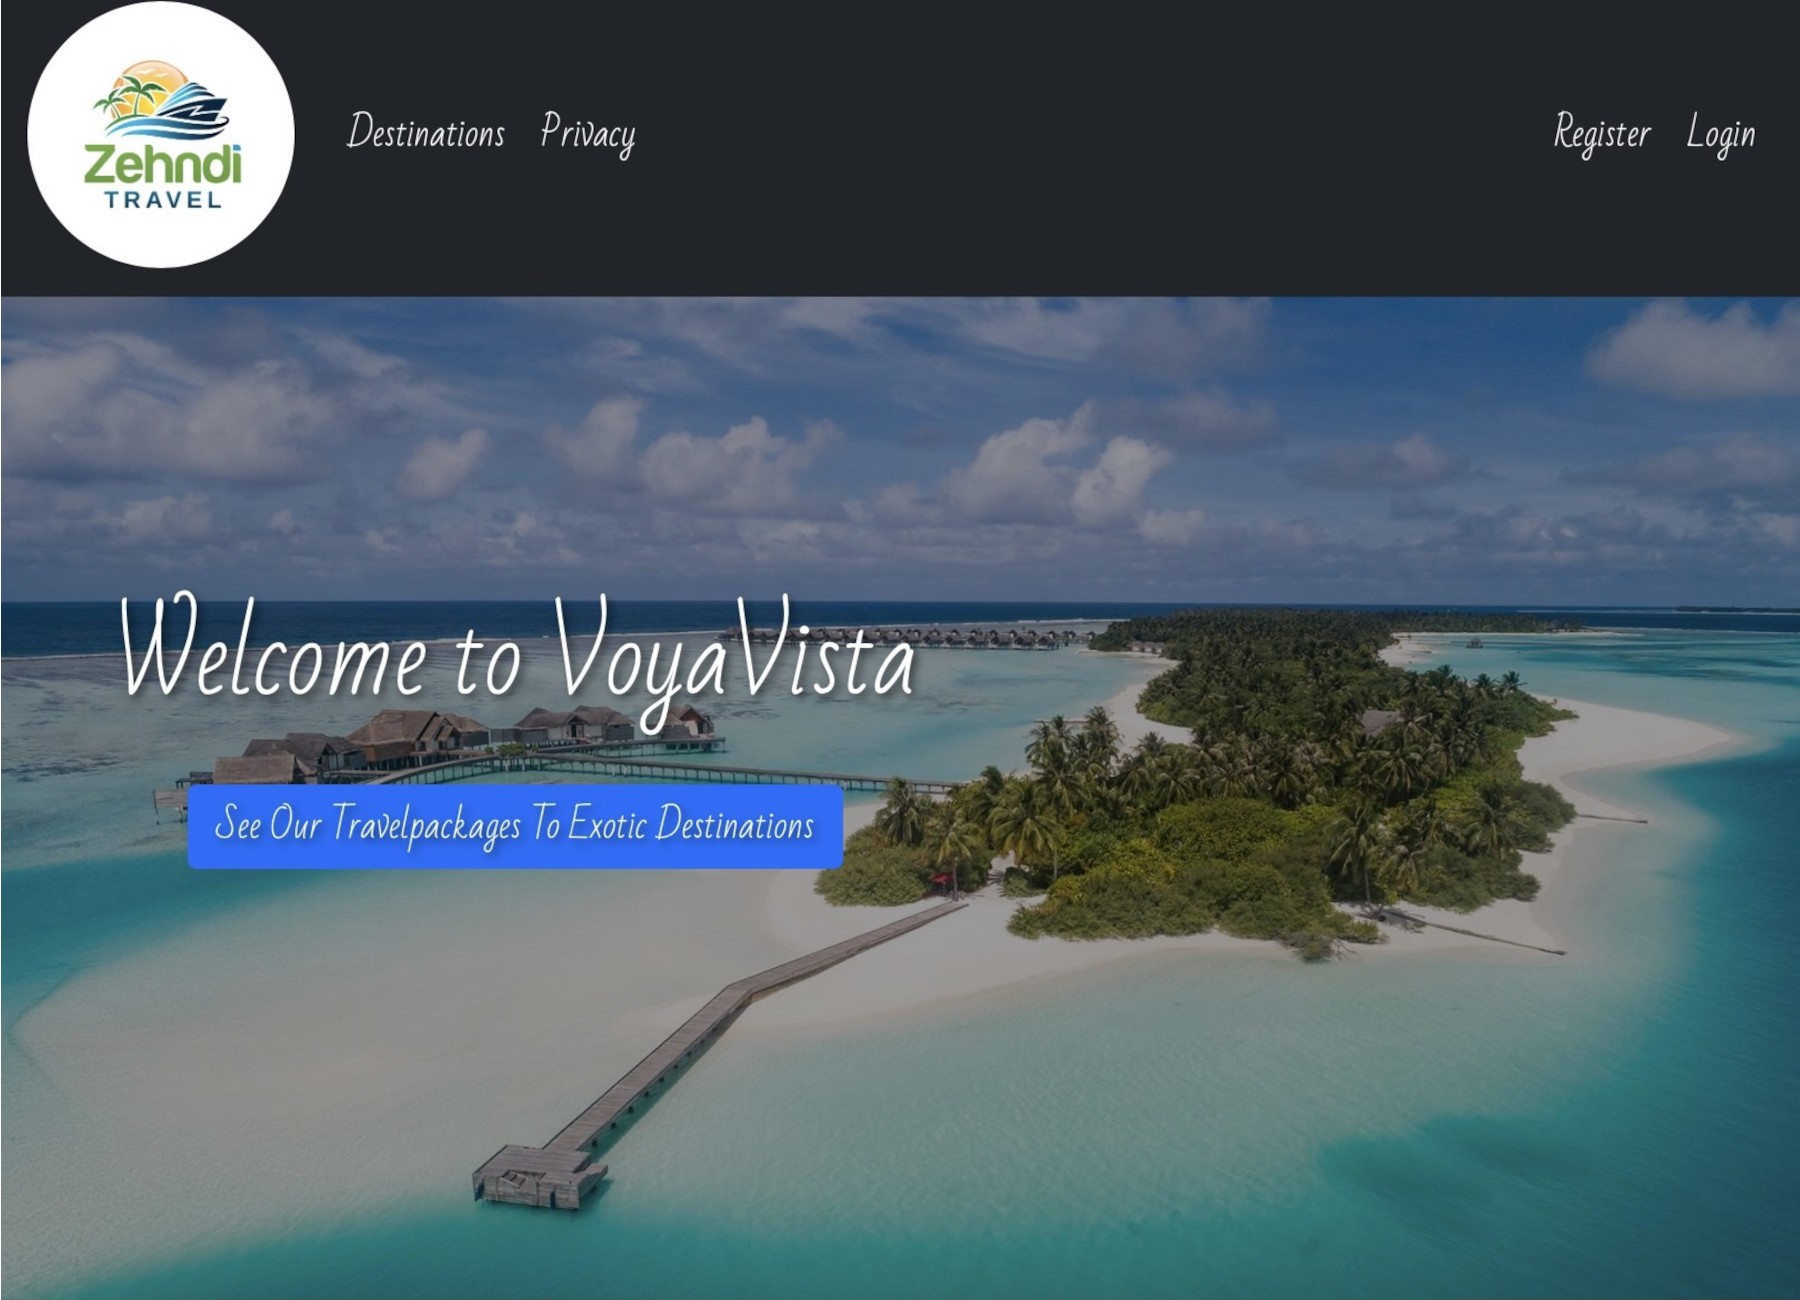 Zehndi
TRAVEL
Destinations Privacy Register Login
Welcome to VoyaVista
See Our Travelpackages To Exotic Destinations